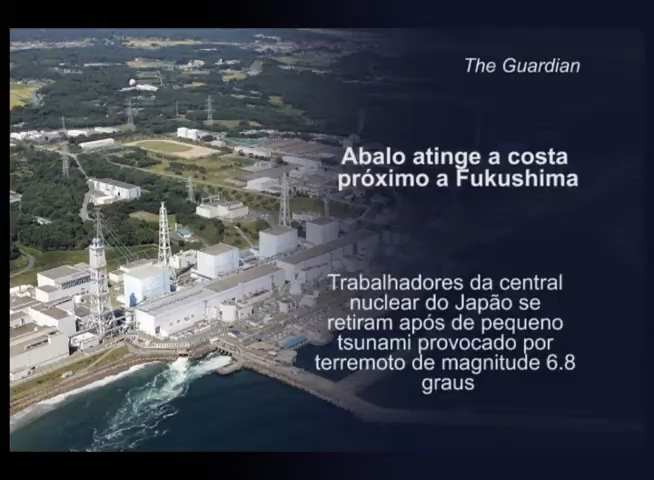 The Guardian
Abalo atinge a costa
próximo a Fukushima
Trabalhadores da central
nuclear do Japão se
retiram após de pequeno
tsunami provocado por
terremoto de magnitude 6.8
graus